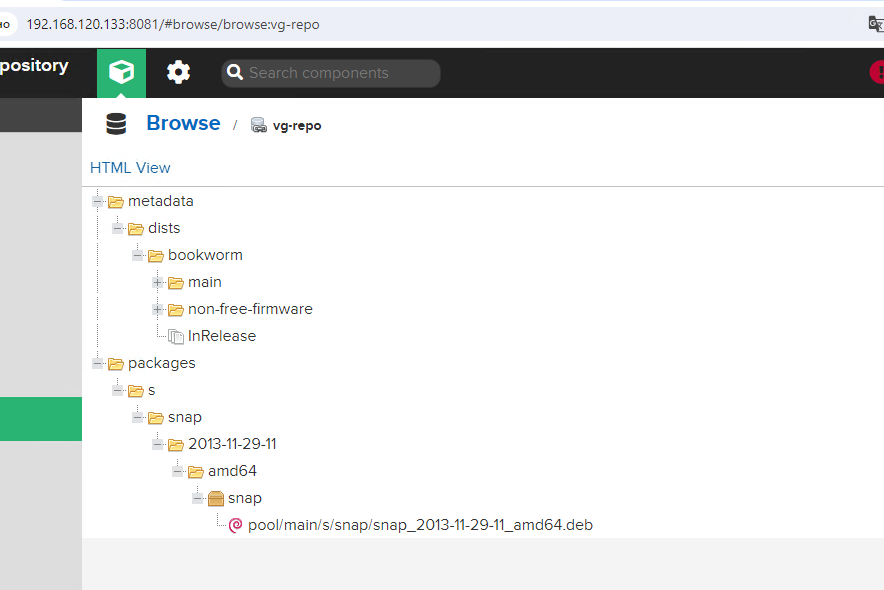 192.168.120.133:8081/#browse/browse:vg-repo
pository
Search components
Browse / vg-repo
HTML View
metadata
dists
bookworm
main
non-free-firmware
InRelease
packages
s
snap
2013-11-29-11
amd64
snap
pool/main/s/snap/snap_2013-11-29-11_amd64.deb